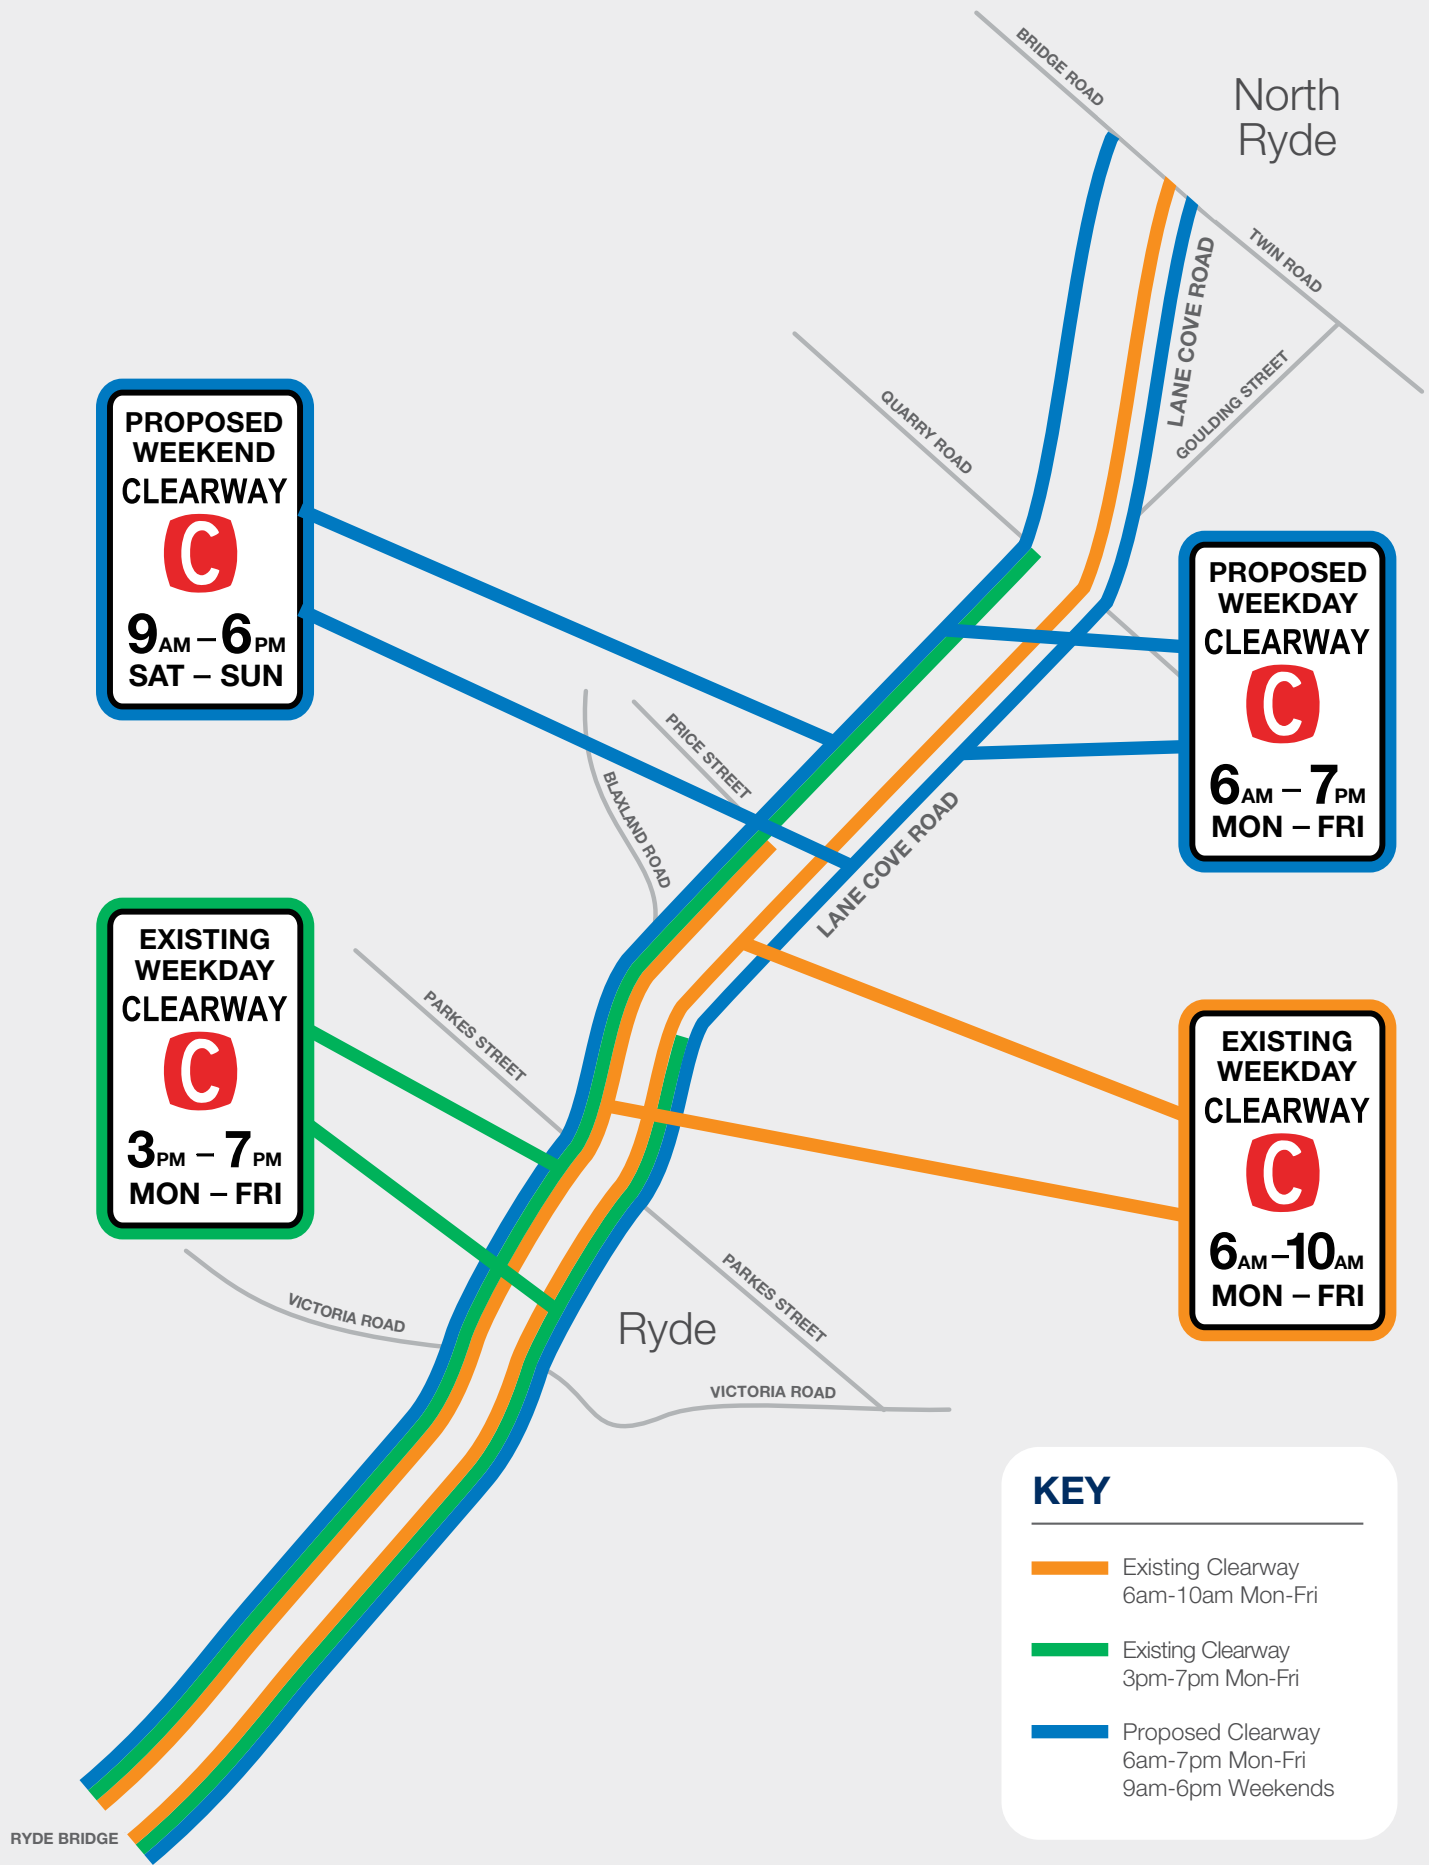 BRIDGE ROAD
North
Ryde
TWIN ROAD
LANE COVE ROAD
GOULDING STREET
QUARRY ROAD
PROPOSED
WEEKEND
CLEARWAY
C
9AM – 6PM
SAT – SUN
PROPOSED
WEEKDAY
CLEARWAY
C
6AM – 7PM
MON – FRI
PRICE STREET
BLAXLAND ROAD
LANE COVE ROAD
EXISTING
WEEKDAY
CLEARWAY
C
3PM – 7PM
MON – FRI
PARKES STREET
EXISTING
WEEKDAY
CLEARWAY
C
6AM–10AM
MON – FRI
VICTORIA ROAD
Ryde
PARKES STREET
VICTORIA ROAD
KEY
Existing Clearway
6am-10am Mon-Fri
Existing Clearway
3pm-7pm Mon-Fri
Proposed Clearway
6am-7pm Mon-Fri
9am-6pm Weekends
RYDE BRIDGE